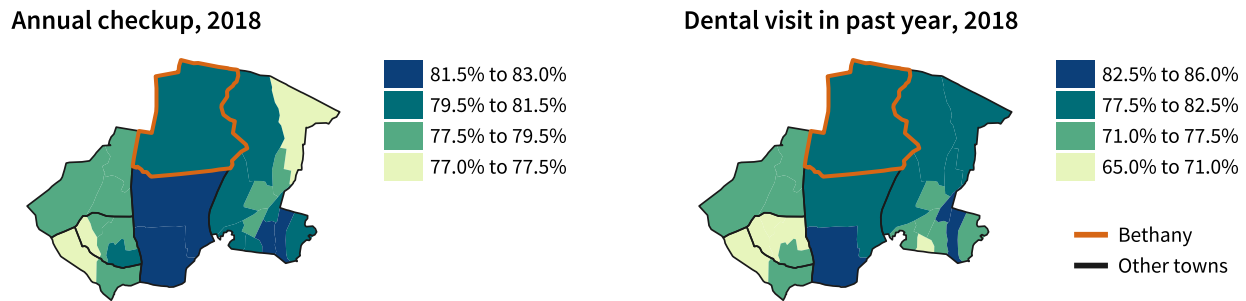 Annual checkup, 2018
81.5% to 83.0%
79.5% to 81.5%
77.5% to 79.5%
77.0% to 77.5%
Dental visit in past year, 2018
82.5% to 86.0%
77.5% to 82.5%
71.0% to 77.5%
65.0% to 71.0%
Bethany
Other towns